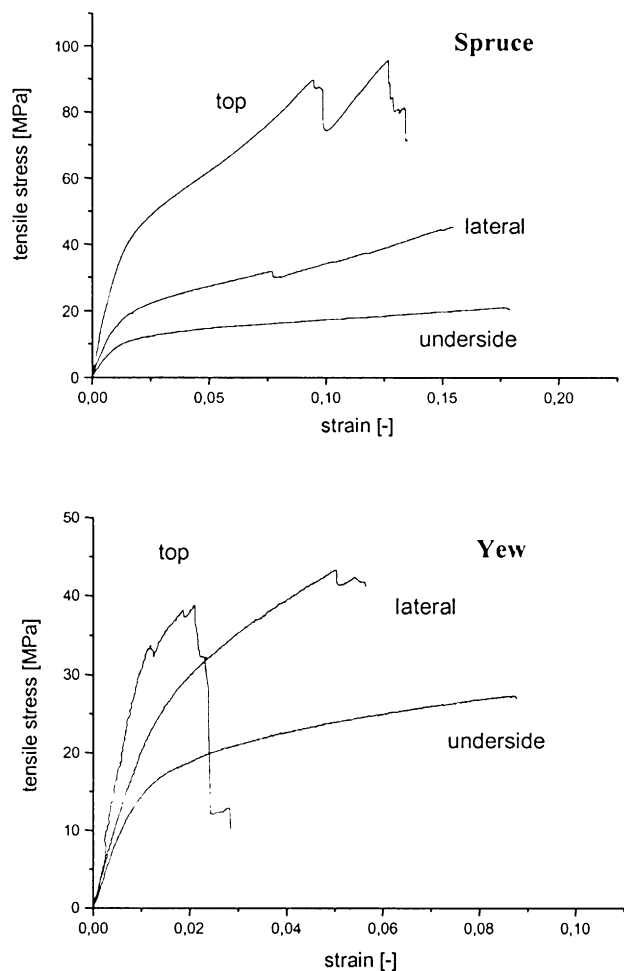 Spruce
top
lateral
underside
tensile stress [MPa]
100
80
60
40
20
0
0,00 0,05 0,10 0,15 0,20
strain [-]
Yew
top
lateral
underside
tensile stress [MPa]
50
40
30
20
10
0
0,00 0,02 0,04 0,06 0,08 0,10
strain [-]